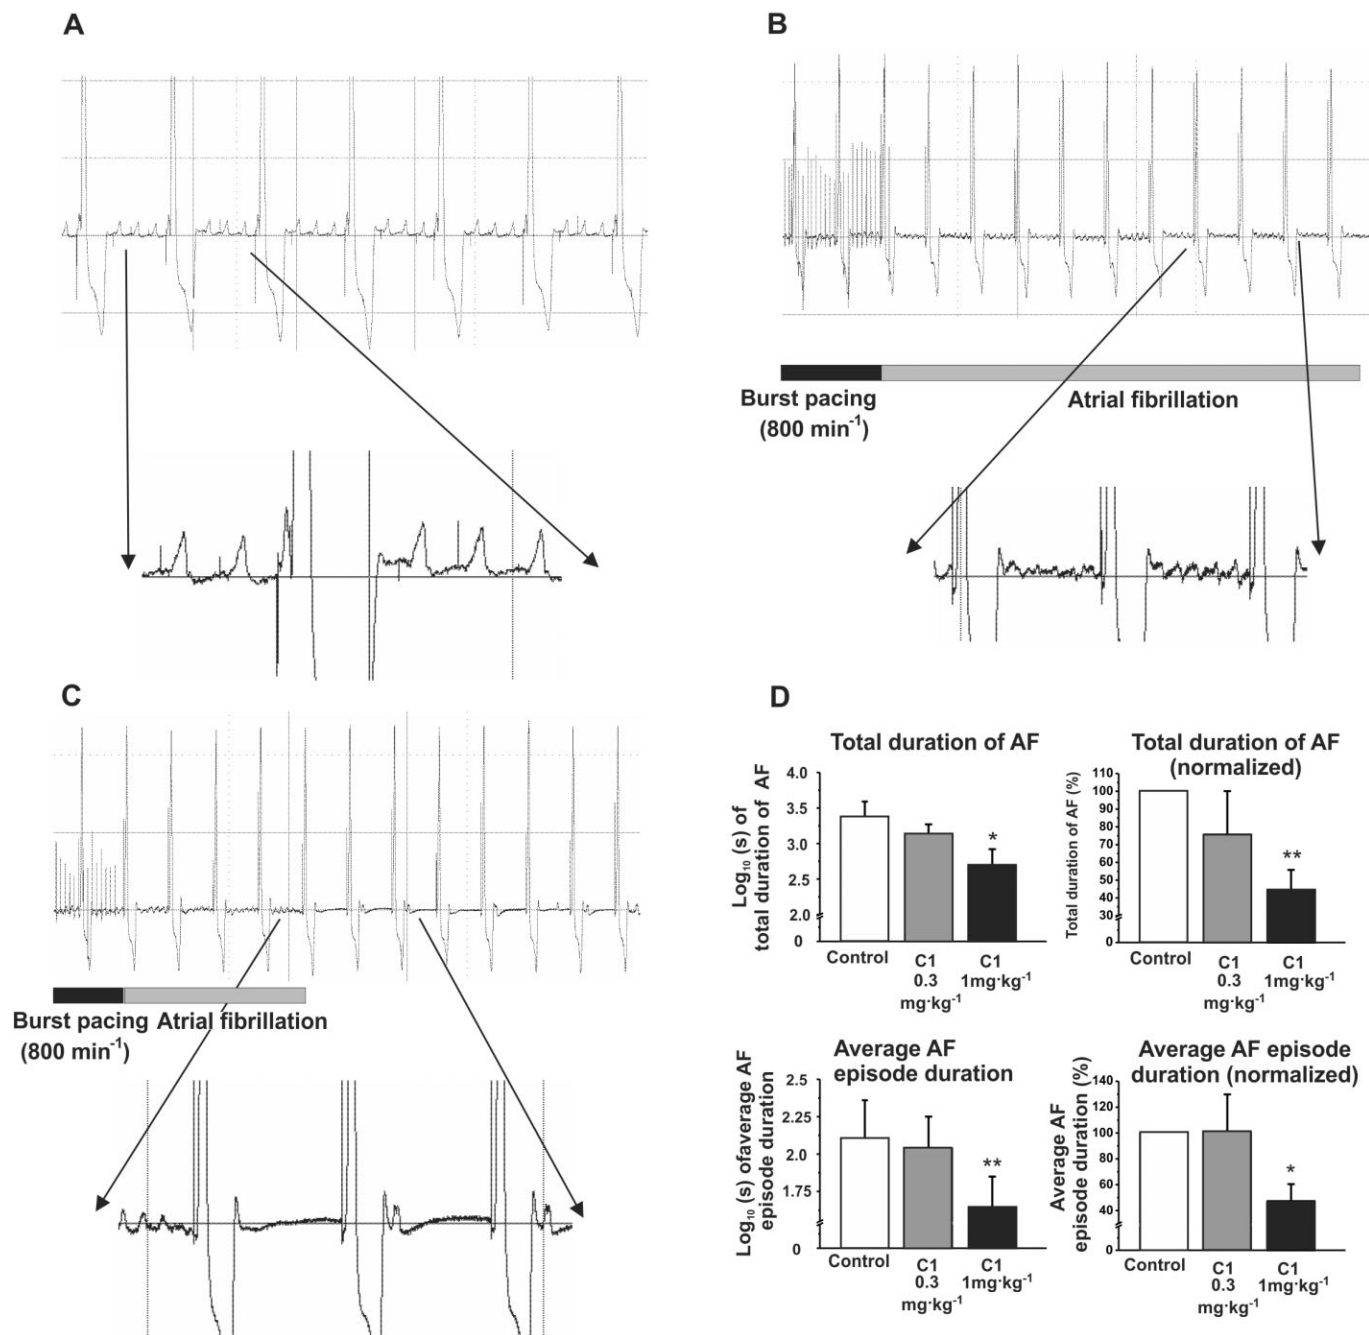 A
B
Burst pacing
(800 min⁻¹)
Atrial fibrillation
C
Burst pacing
(800 min⁻¹)
Atrial fibrillation
D
Total duration of AF
Log₁₀ (s) of
total duration of AF
4.0
3.5
3.0
2.5
2.0
0
*
Control
C1
0.3
mg·kg⁻¹
C1
1mg·kg⁻¹
Total duration of AF
(normalized)
Total duration of AF (%)
110
100
90
80
70
60
50
40
30
0
**
Control
C1
0.3
mg·kg⁻¹
C1
1mg·kg⁻¹
Average AF
episode duration
Log₁₀ (s) ofaverage AF
episode duration
2.5
2.25
2.0
1.75
0
**
Control
C1
0.3
mg·kg⁻¹
C1
1mg·kg⁻¹
Average AF episode
duration (normalized)
Average AF
episode duration (%)
140
120
100
80
60
40
0
*
Control
C1
0.3
mg·kg⁻¹
C1
1mg·kg⁻¹